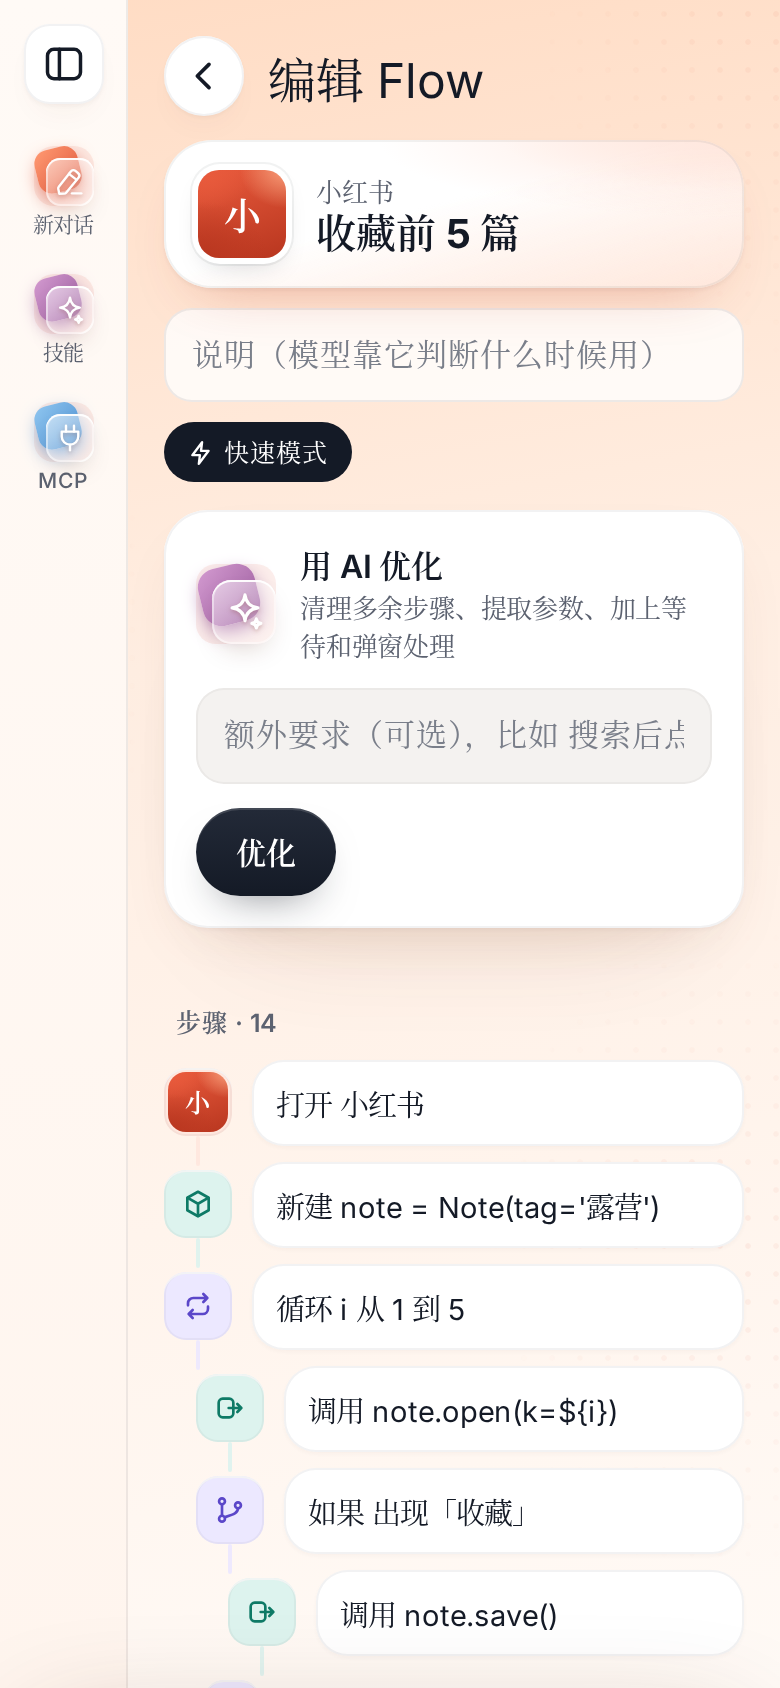 编辑 Flow
新对话
技能
MCP
小
小红书
收藏前 5 篇
说明（模型靠它判断什么时候用）
快速模式
用 AI 优化
清理多余步骤、提取参数、加上等
待和弹窗处理
额外要求（可选），比如 搜索后
优化
步骤 · 14
小
打开 小红书
新建 note = Note(tag='露营')
循环 i 从 1 到 5
调用 note.open(k=${i})
如果 出现「收藏」
调用 note.save()